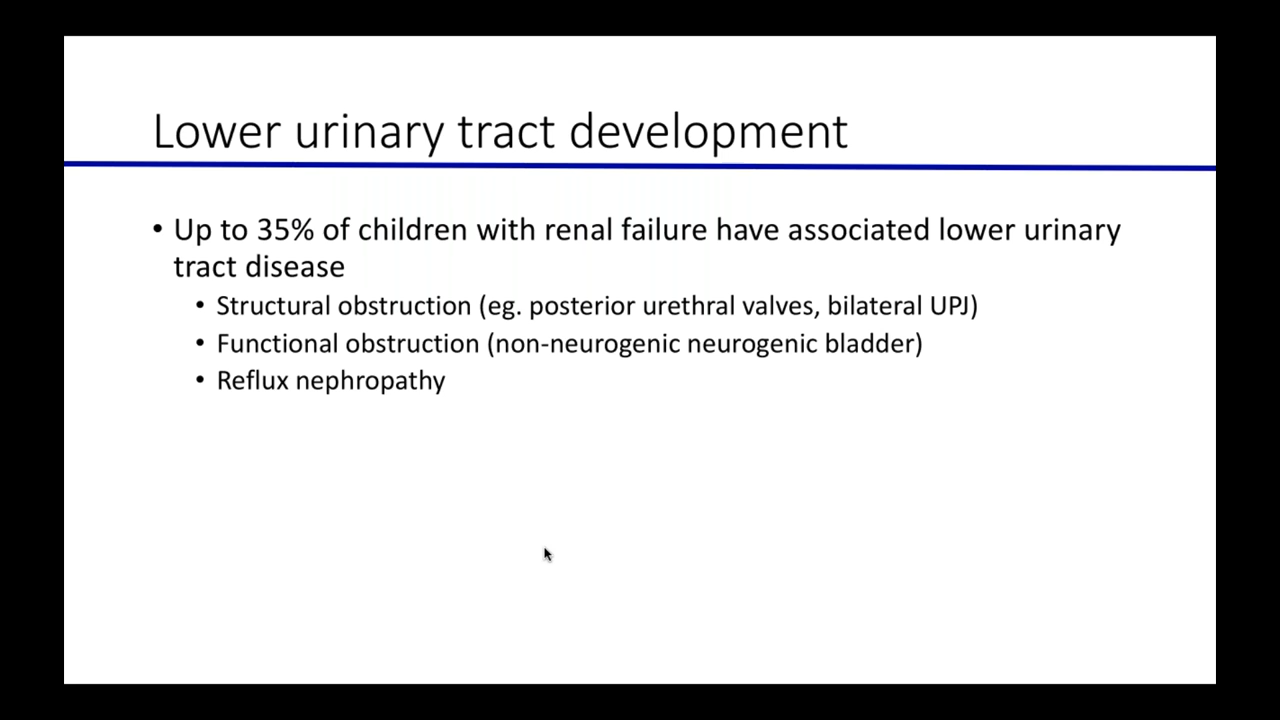 Lower urinary tract development
• Up to 35% of children with renal failure have associated lower urinary
tract disease
• Structural obstruction (eg. posterior urethral valves, bilateral UPJ)
• Functional obstruction (non-neurogenic neurogenic bladder)
• Reflux nephropathy